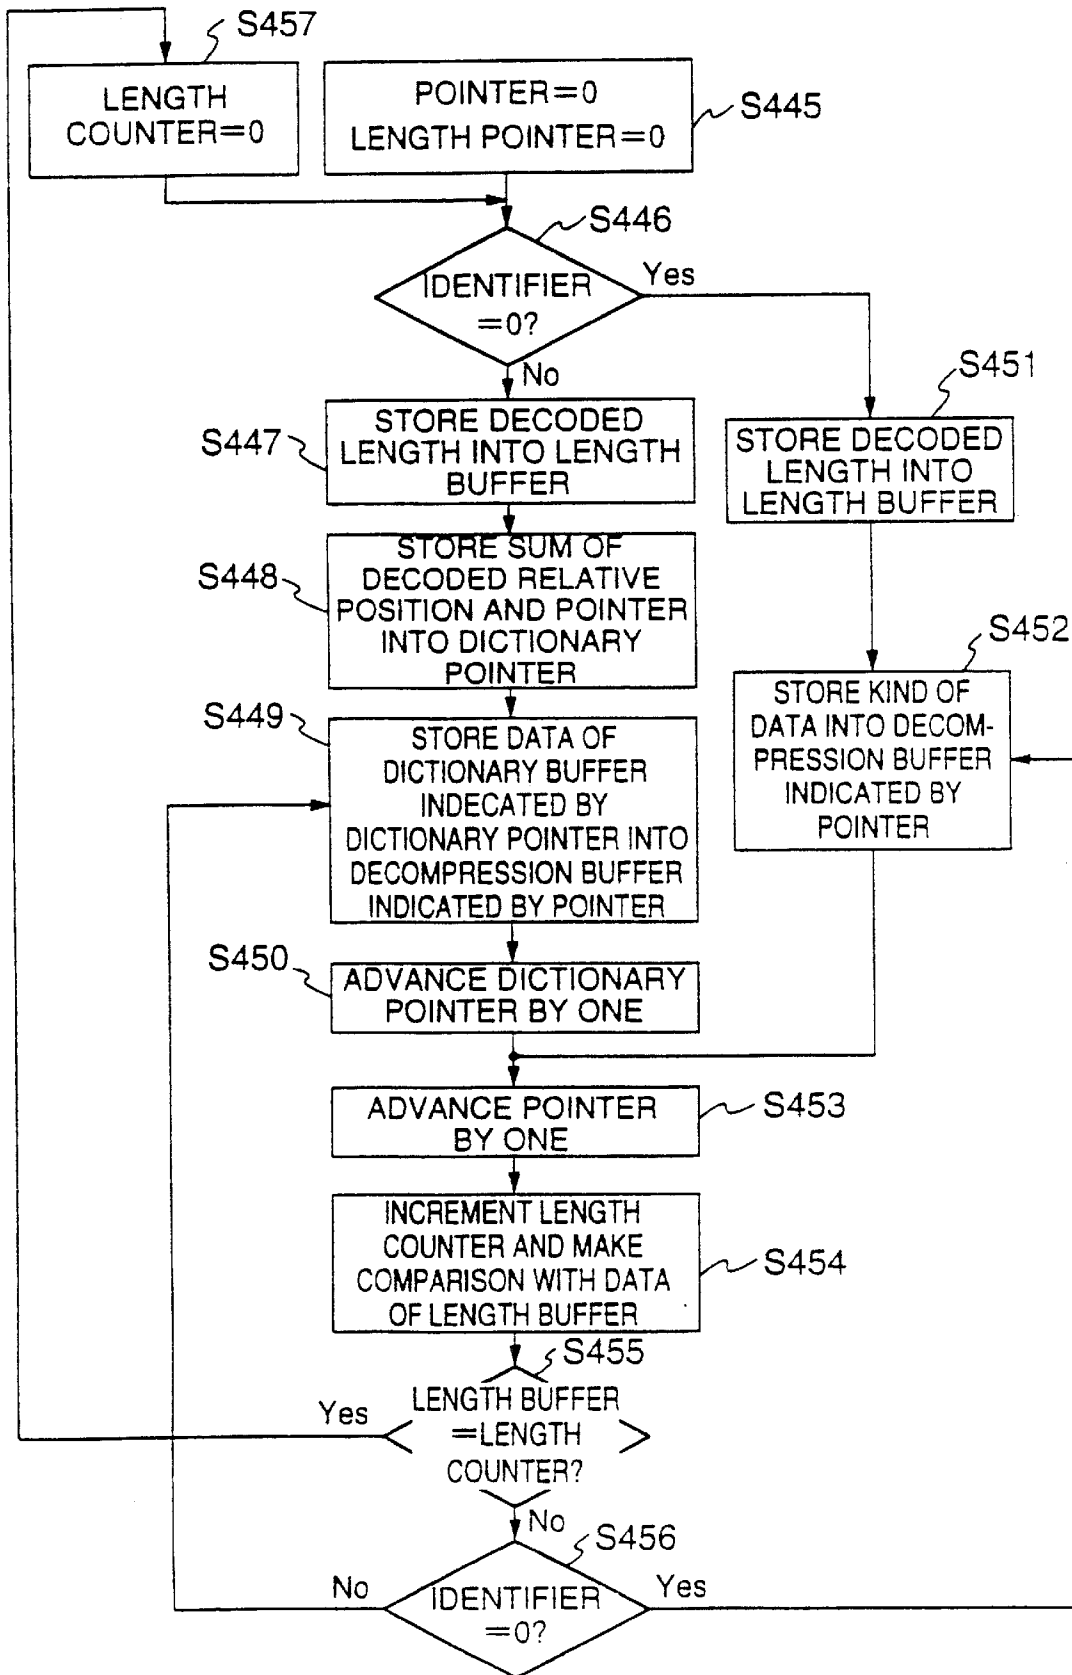 S457
LENGTH
COUNTER=0
POINTER=0
LENGTH POINTER=0
S445
S446
IDENTIFIER
=0?
Yes
No
S447
STORE DECODED
LENGTH INTO LENGTH
BUFFER
S451
STORE DECODED
LENGTH INTO
LENGTH BUFFER
S448
STORE SUM OF
DECODED RELATIVE
POSITION AND POINTER
INTO DICTIONARY
POINTER
S452
STORE KIND OF
DATA INTO DECOM-
PRESSION BUFFER
INDICATED BY
POINTER
S449
STORE DATA OF
DICTIONARY BUFFER
INDECATED BY
DICTIONARY POINTER INTO
DECOMPRESSION BUFFER
INDICATED BY POINTER
S450
ADVANCE DICTIONARY
POINTER BY ONE
ADVANCE POINTER
BY ONE
S453
INCREMENT LENGTH
COUNTER AND MAKE
COMPARISON WITH DATA
OF LENGTH BUFFER
S454
S455
LENGTH BUFFER
=LENGTH
COUNTER?
Yes
No
S456
IDENTIFIER
=0?
No
Yes